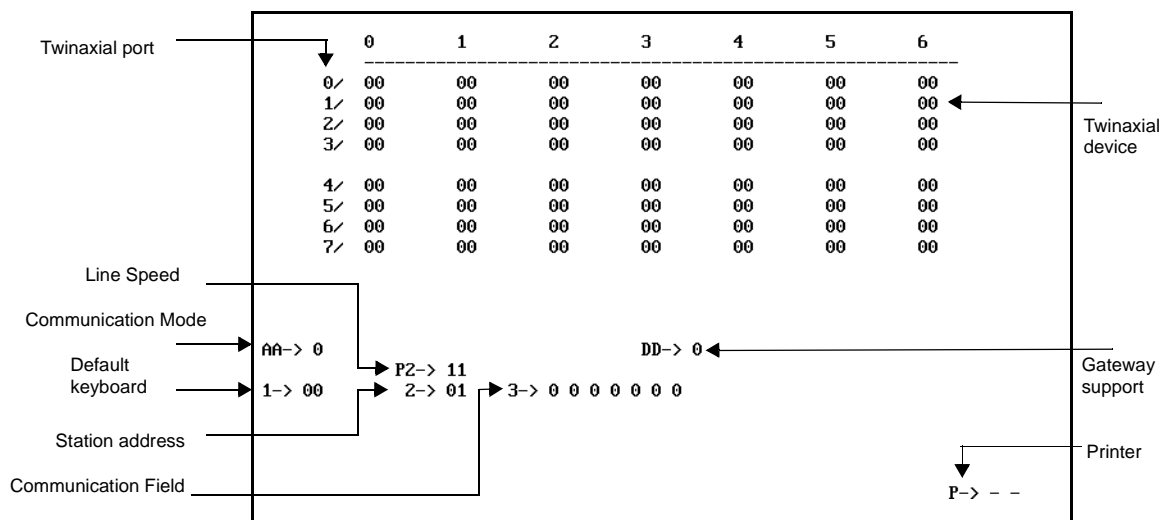 Twinaxial port
0 1 2 3 4 5 6
----------------------------------------------------------------
0/ 00 00 00 00 00 00 00
1/ 00 00 00 00 00 00 00
2/ 00 00 00 00 00 00 00
3/ 00 00 00 00 00 00 00
Twinaxial
device
4/ 00 00 00 00 00 00 00
5/ 00 00 00 00 00 00 00
6/ 00 00 00 00 00 00 00
7/ 00 00 00 00 00 00 00
Line Speed
Communication Mode
AA-> 0 DD-> 0
Default
keyboard
P2-> 11
1-> 00 2-> 01 3-> 0 0 0 0 0 0 0
Gateway
support
Station address
Printer
Communication Field
P-> - -